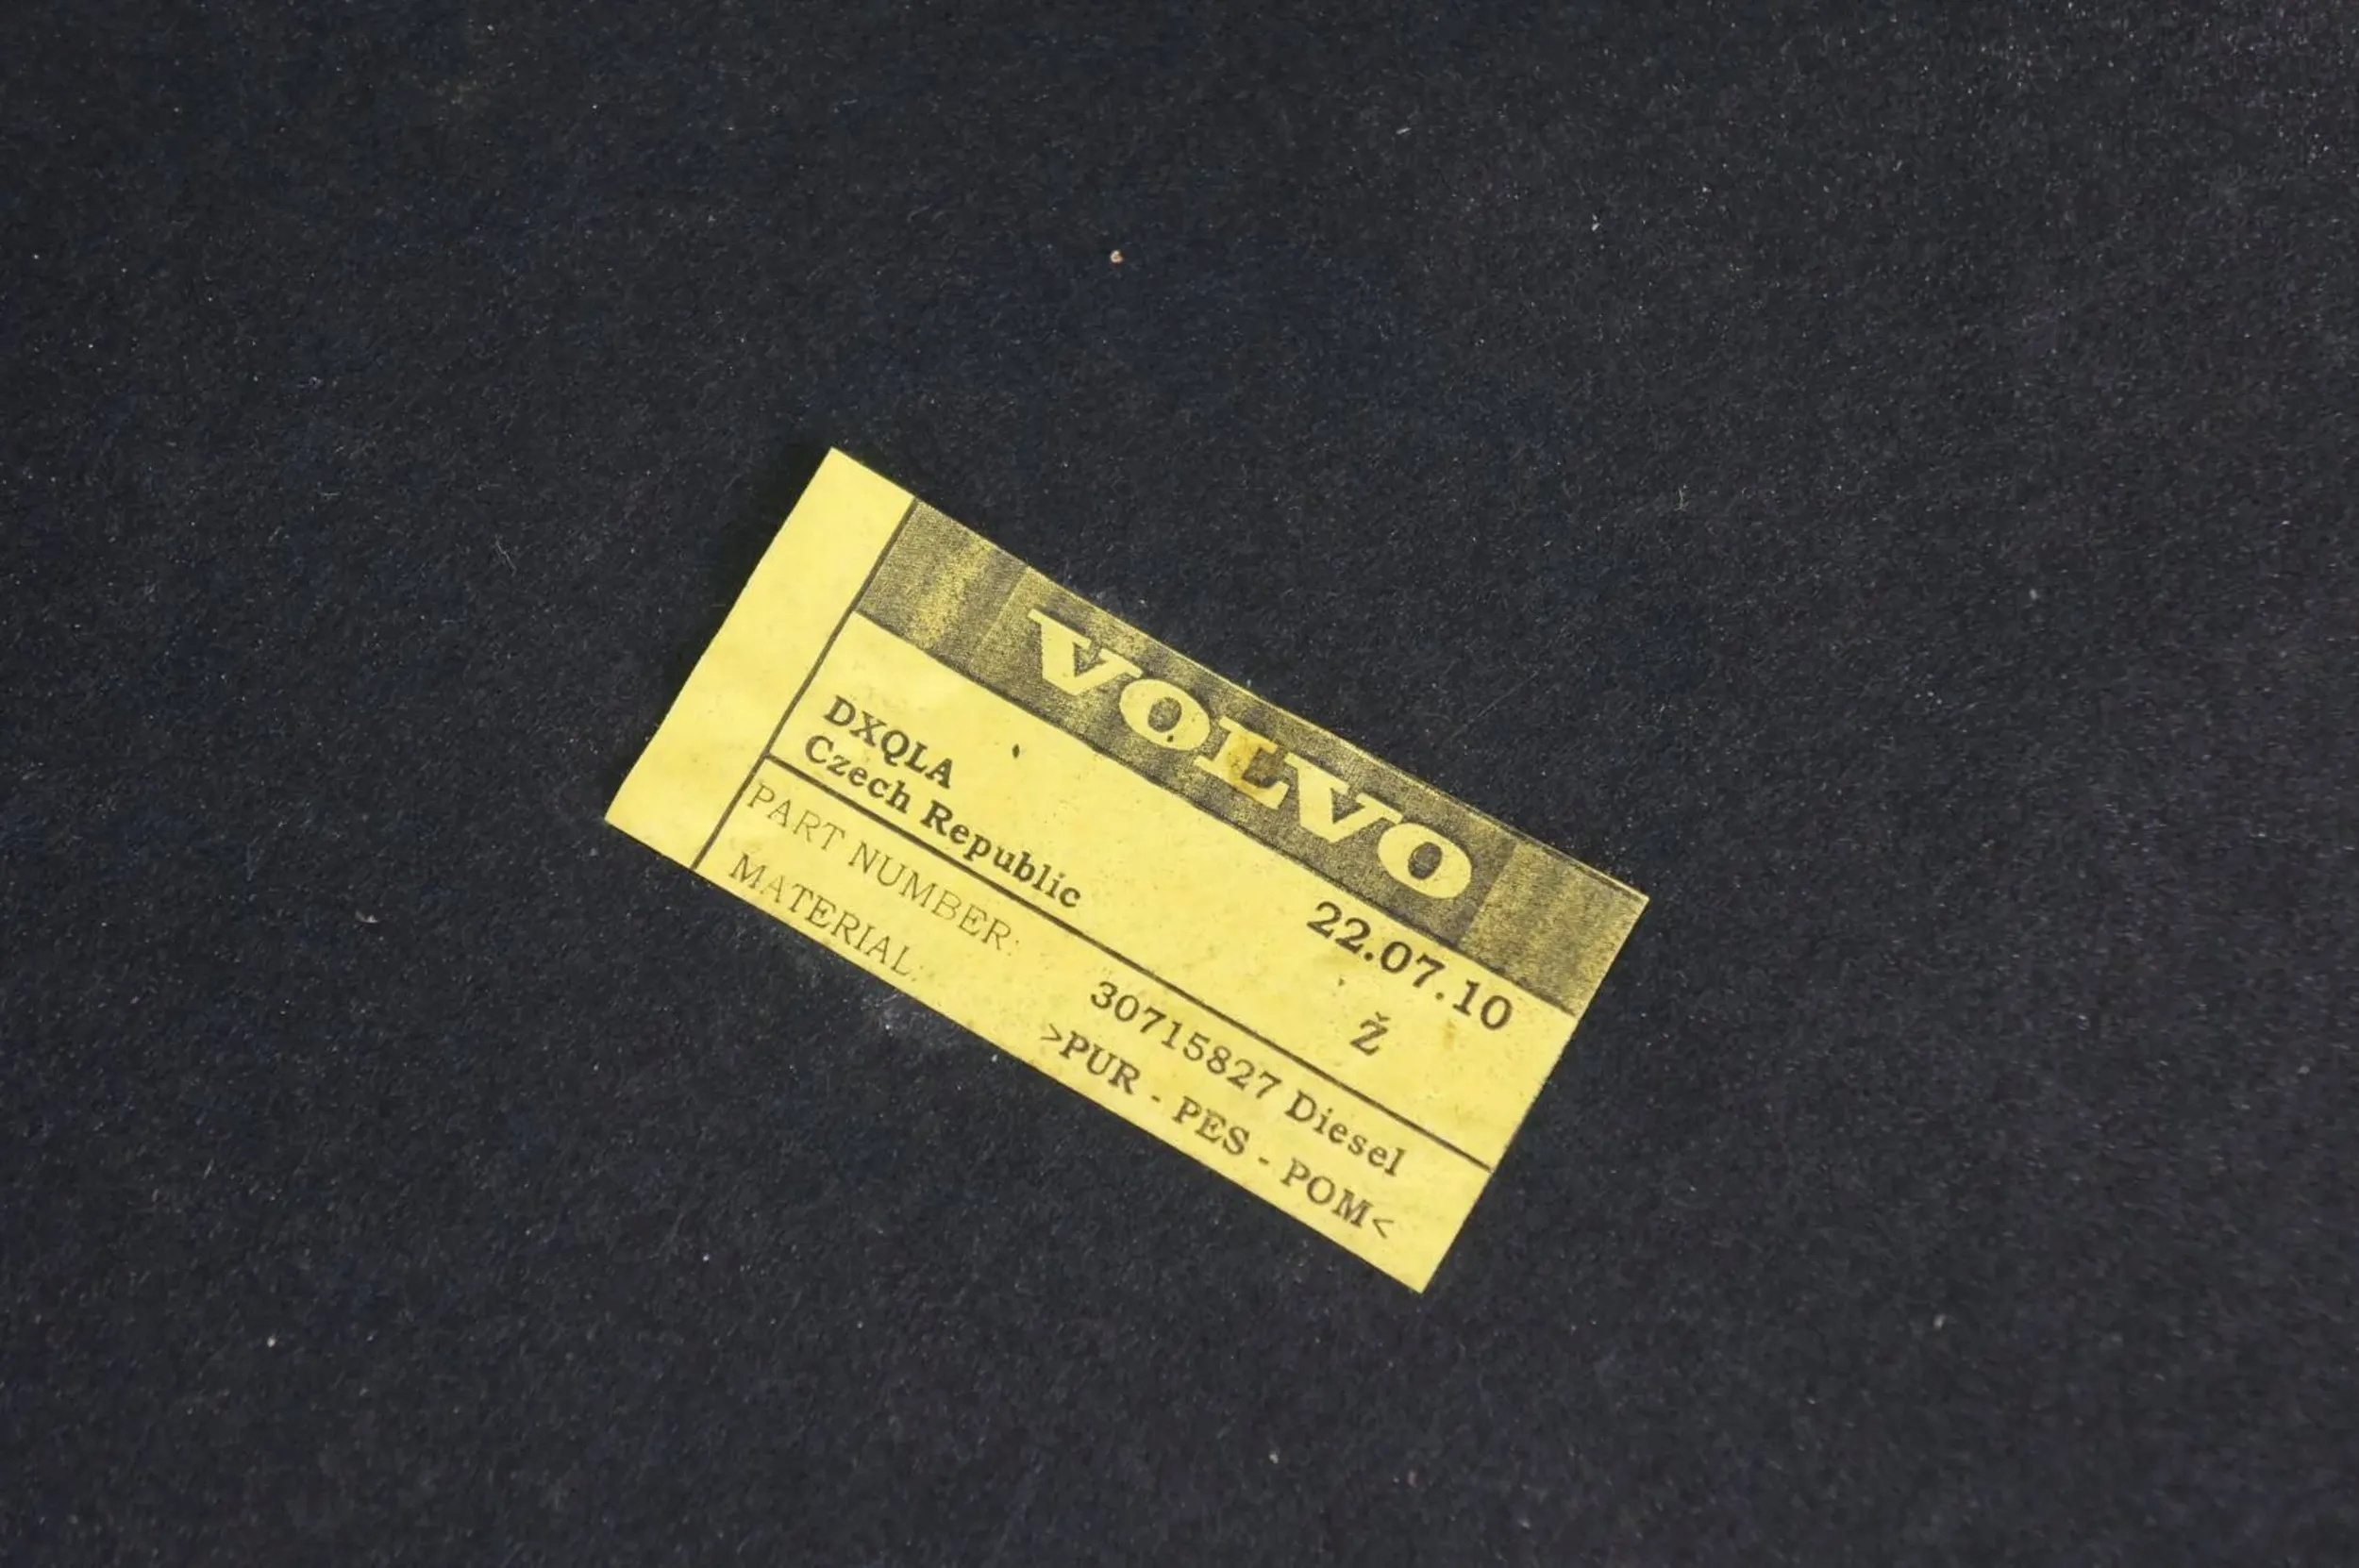 VOLVO
DXQLA 22.07.10
Czech Republic Ž
PART NUMBER: 30715827 Diesel
MATERIAL: >PUR - PES - POM<